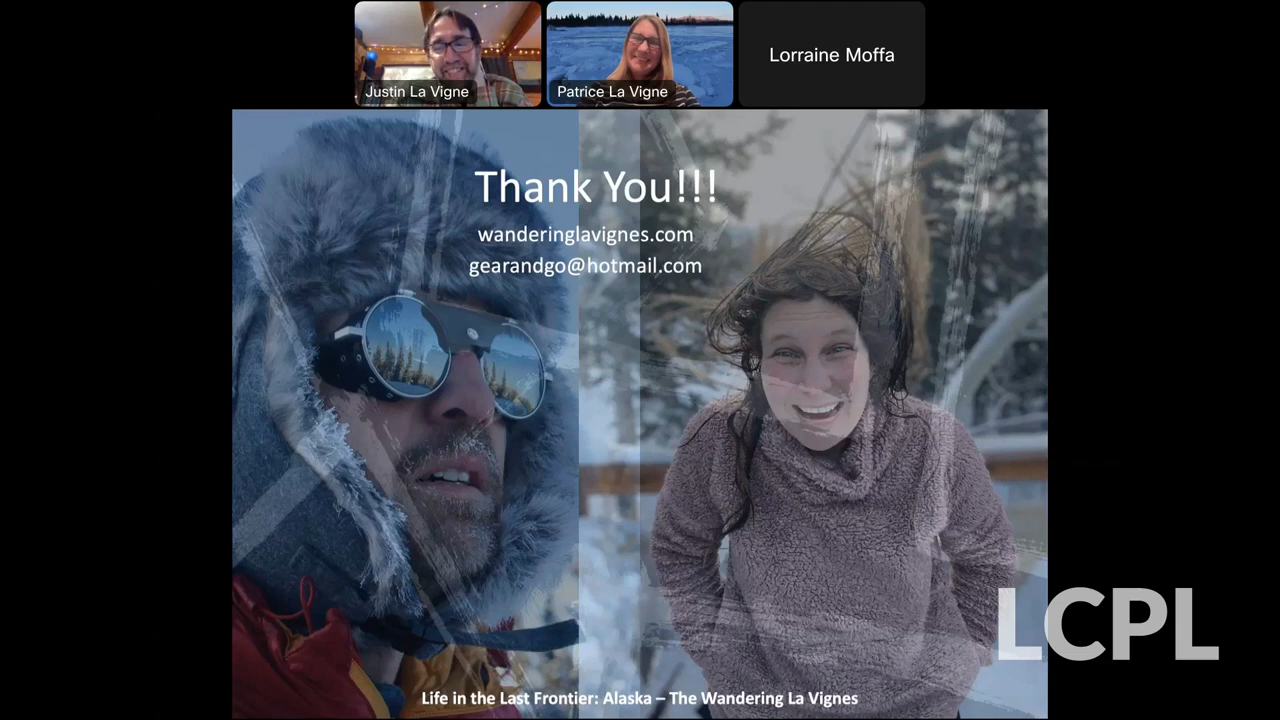 Justin La Vigne
Patrice La Vigne
Lorraine Moffa
Thank You!!!
wanderinglavignes.com
gearandgo@hotmail.com
LCPL
Life in the Last Frontier: Alaska – The Wandering La Vignes